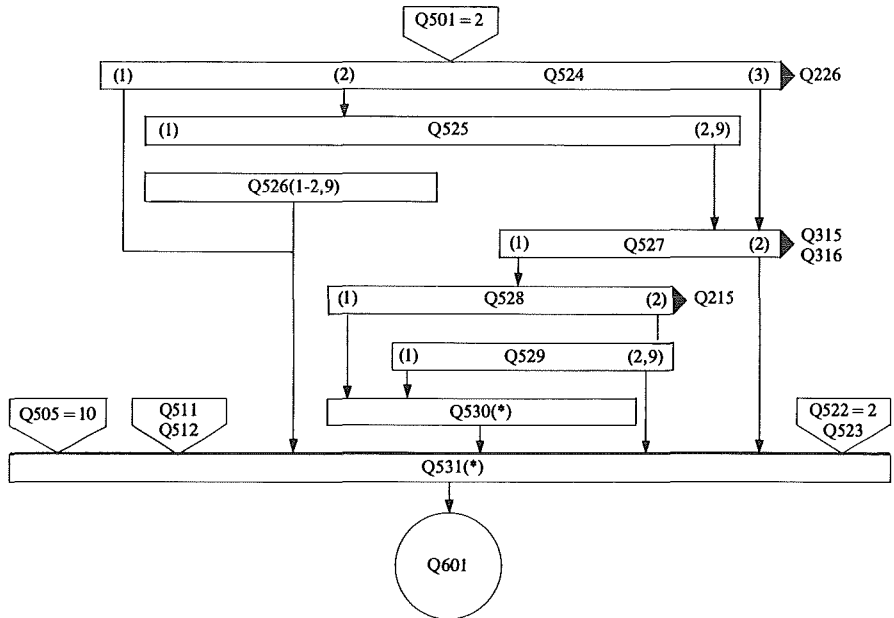 Q501 = 2
(1) (2) Q524 (3) Q226
(1) Q525 (2,9)
Q526(1-2,9)
(1) Q527 (2) Q315
Q316
(1) Q528 (2) Q215
(1) Q529 (2,9)
Q505 = 10 Q511 Q530(*) Q522 = 2
Q512 Q523
Q531(*)
Q601